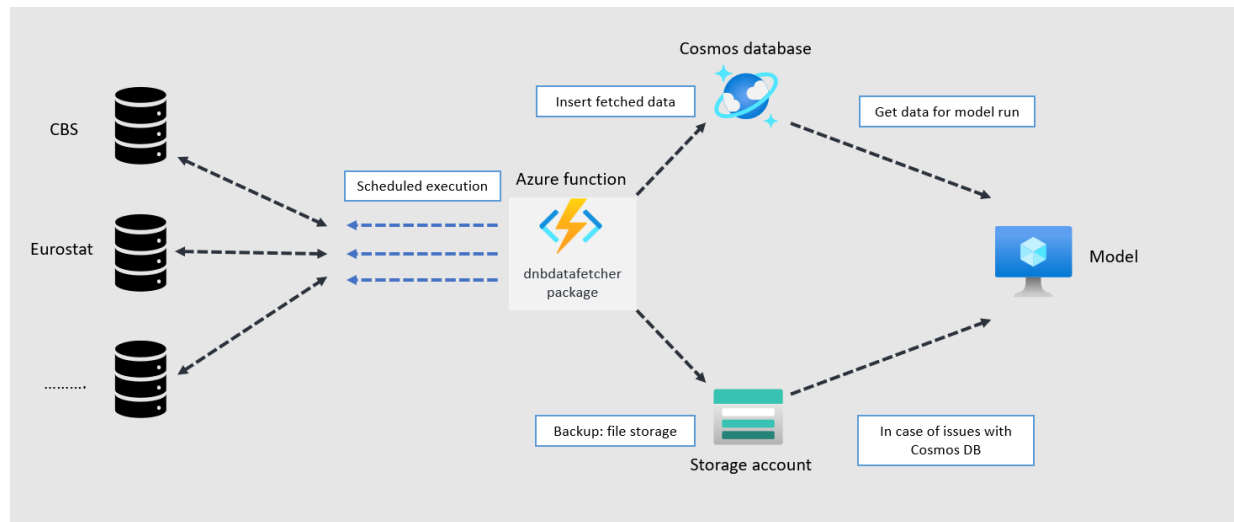 Cosmos database
Insert fetched data
Get data for model run
CBS
Scheduled execution
Azure function
Eurostat
dnbdatafetcher
package
Model
……….
Backup: file storage
In case of issues with
Cosmos DB
Storage account